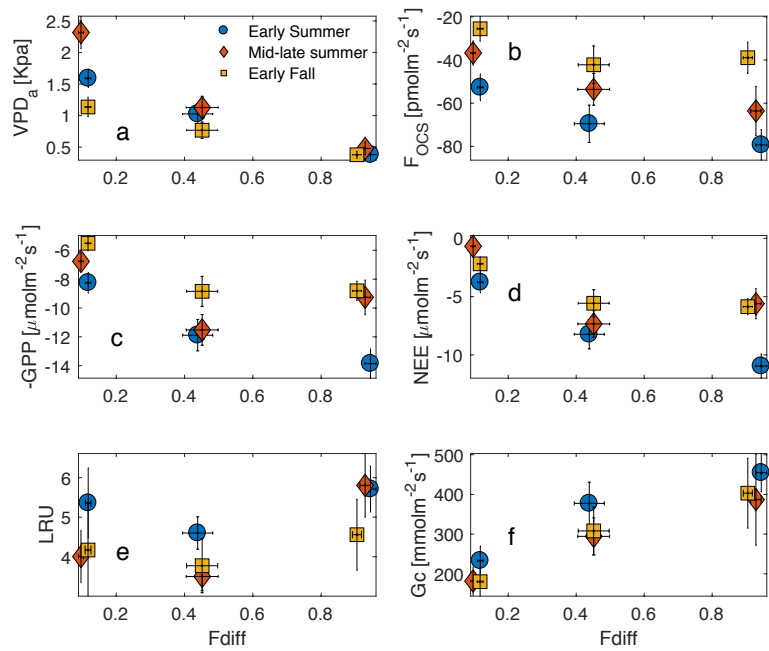 VPDa [Kpa]
2.5
2
1.5
1
0.5
Early Summer
Mid-late summer
Early Fall
a
0.2 0.4 0.6 0.8
FOCS [pmolm-2s-1]
-20
-40
-60
-80
b
0.2 0.4 0.6 0.8
-GPP [μmolm-2s-1]
-6
-8
-10
-12
-14
c
0.2 0.4 0.6 0.8
NEE [μmolm-2s-1]
0
-5
-10
d
0.2 0.4 0.6 0.8
LRU
6
5
4
e
0.2 0.4 0.6 0.8
Fdiff
Gc [mmolm-2s-1]
500
400
300
200
f
0.2 0.4 0.6 0.8
Fdiff